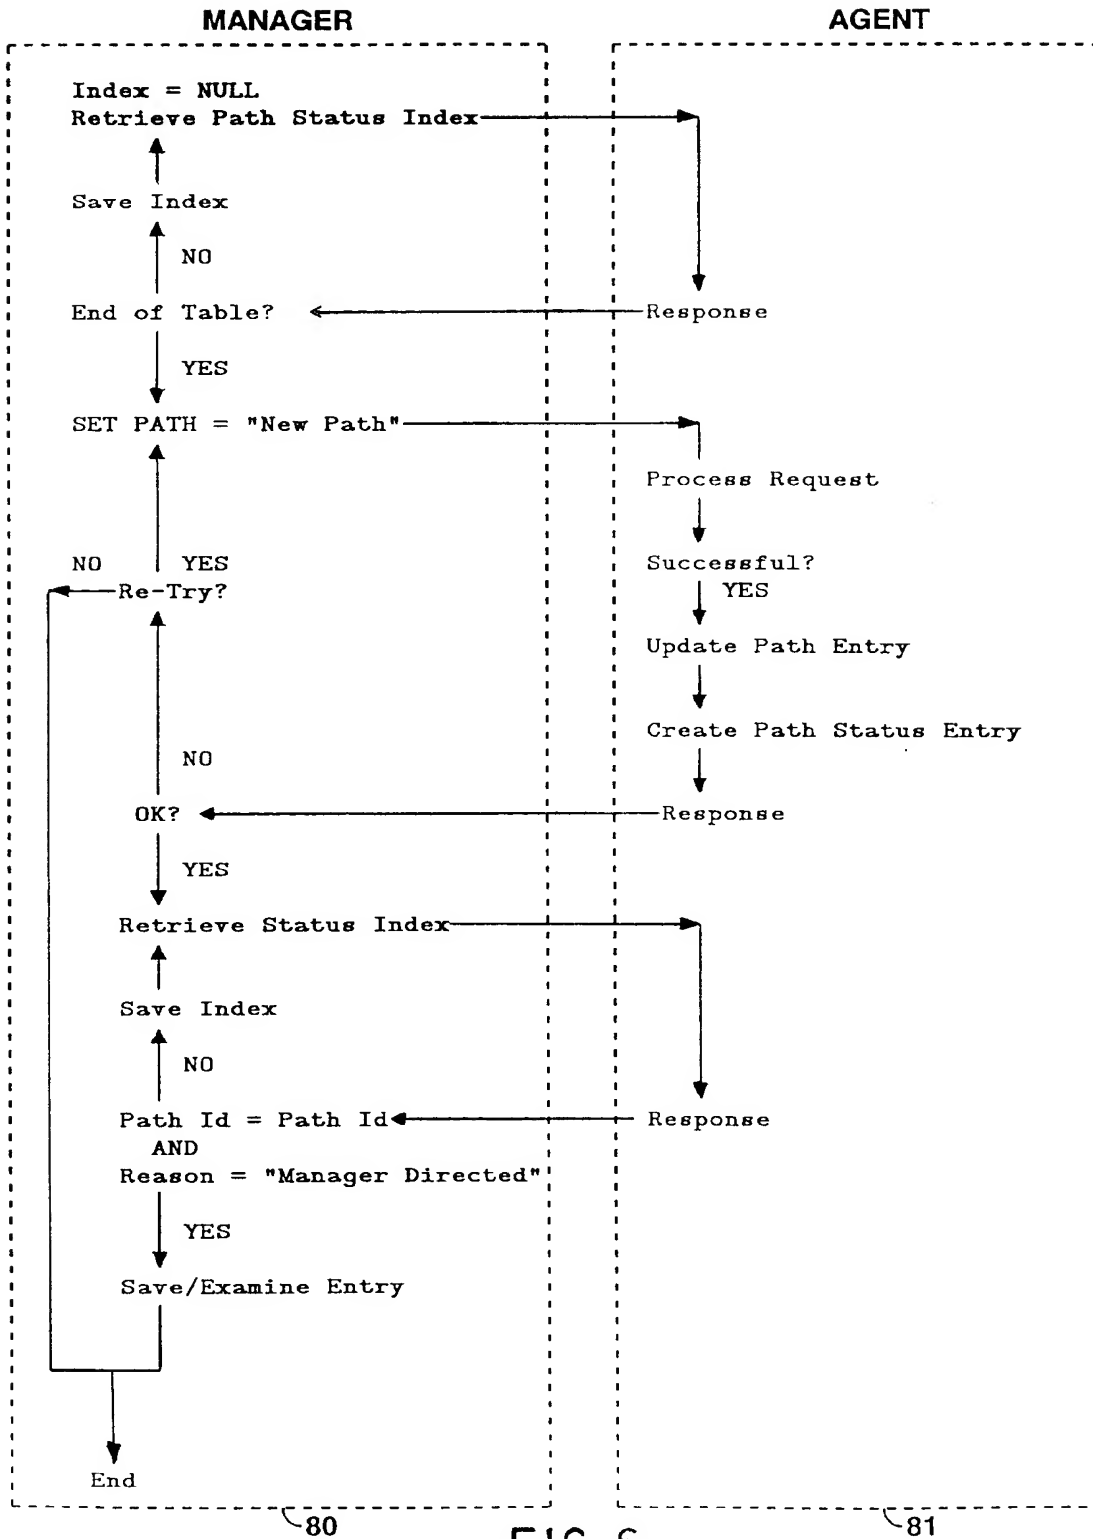 MANAGER
AGENT
Index = NULL
Retrieve Path Status Index
Save Index
NO
End of Table?
Response
YES
SET PATH = "New Path"
Process Request
NO YES
Successful?
Re-Try?
YES
Update Path Entry
Create Path Status Entry
NO
OK?
Response
YES
Retrieve Status Index
Save Index
NO
Path Id = Path Id
Response
AND
Reason = "Manager Directed"
YES
Save/Examine Entry
End
80
81